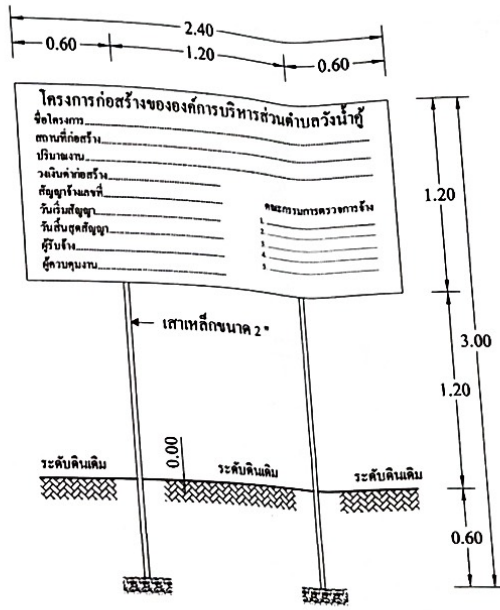 2.40
0.60 1.20 0.60
โครงการก่อสร้างขององค์การบริหารส่วนตำบลวังน้ำคู้
ชื่อโครงการ
สถานที่ก่อสร้าง
ปริมาณงาน
วงเงินค่าก่อสร้าง
สัญญาจ้างเลขที่
วันเริ่มสัญญา
วันสิ้นสุดสัญญา
ผู้รับจ้าง
ผู้ควบคุมงาน
คณะกรรมการตรวจการจ้าง
1.
2.
3.
4.
5.
1.20
3.00
เสาเหล็กขนาด 2"
1.20
ระดับดินเดิม 0.00 ระดับดินเดิม ระดับดินเดิม
0.60